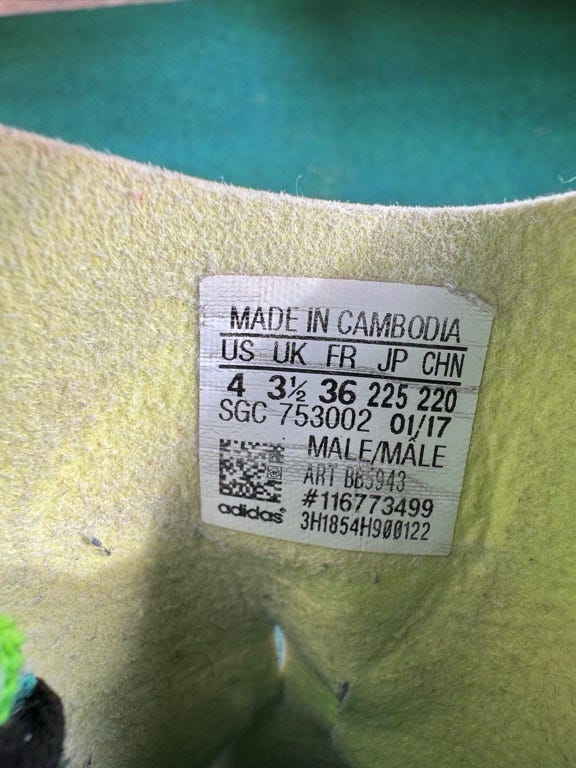 MADE IN CAMBODIA
US UK FR JP CHN
4 3½ 36 225 220
SGC 753002 01/17
MALE/MÂLE
ART BB5943
#116773499
adidas® 3H1854H900122